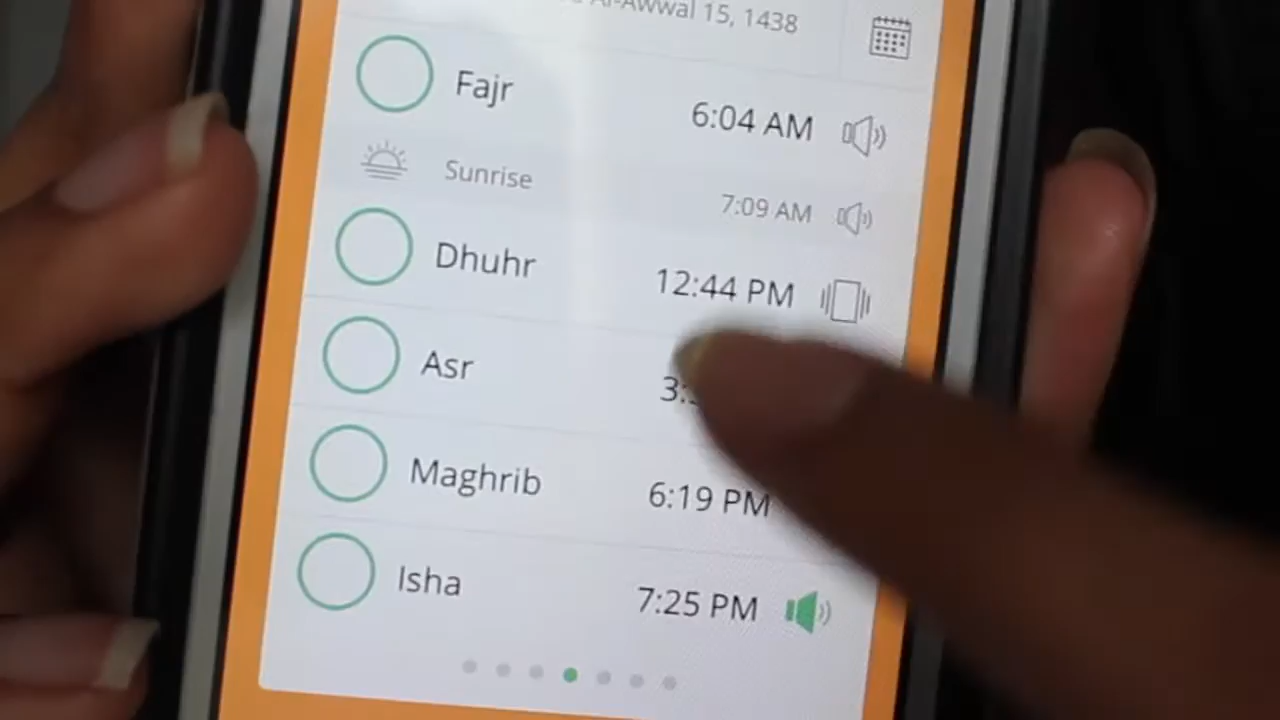 Al-Awwal 15, 1438
Fajr 6:04 AM
Sunrise 7:09 AM
Dhuhr 12:44 PM
Asr
Maghrib 6:19 PM
Isha 7:25 PM